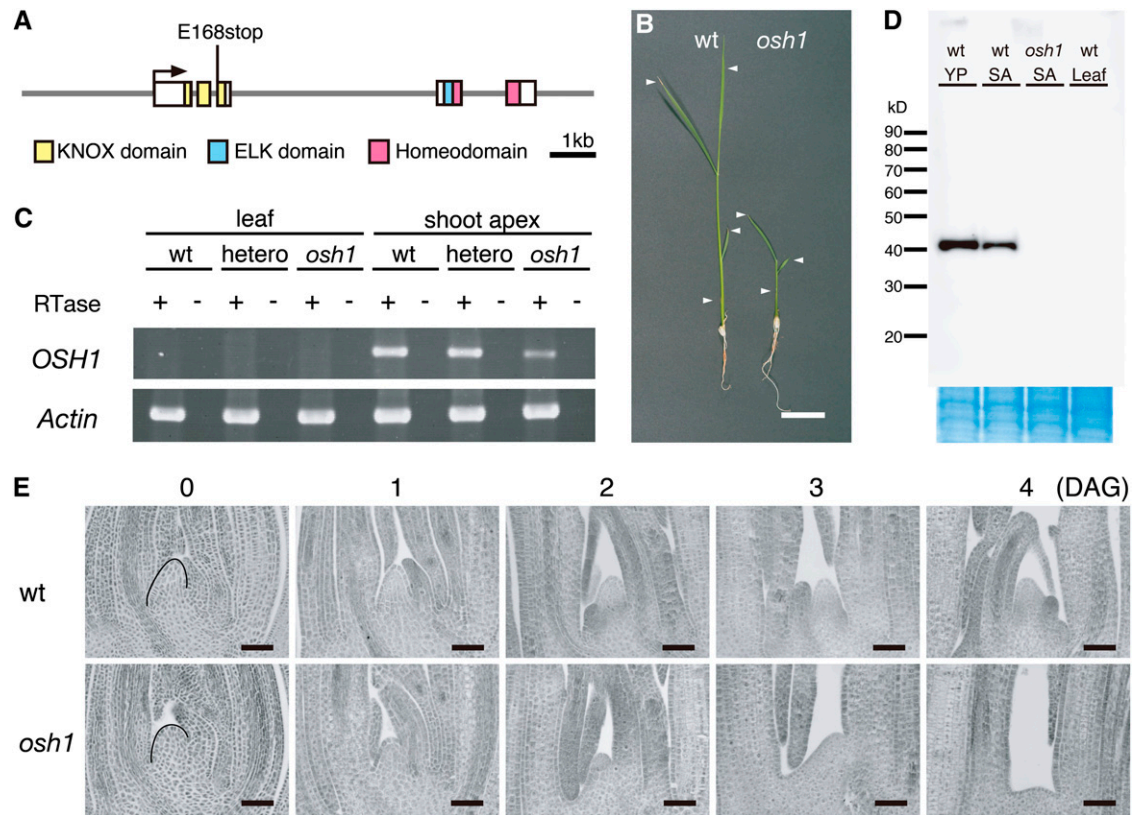 A
E168stop
KNOX domain ELK domain Homeodomain 1kb
B
wt osh1
C
leaf shoot apex
wt hetero osh1 wt hetero osh1
RTase + - + - + - + - + - + -
OSH1
Actin
D
wt wt osh1 wt
YP SA SA Leaf
kD
90
80
70
60
50
40
30
20
E 0 1 2 3 4 (DAG)
wt
osh1